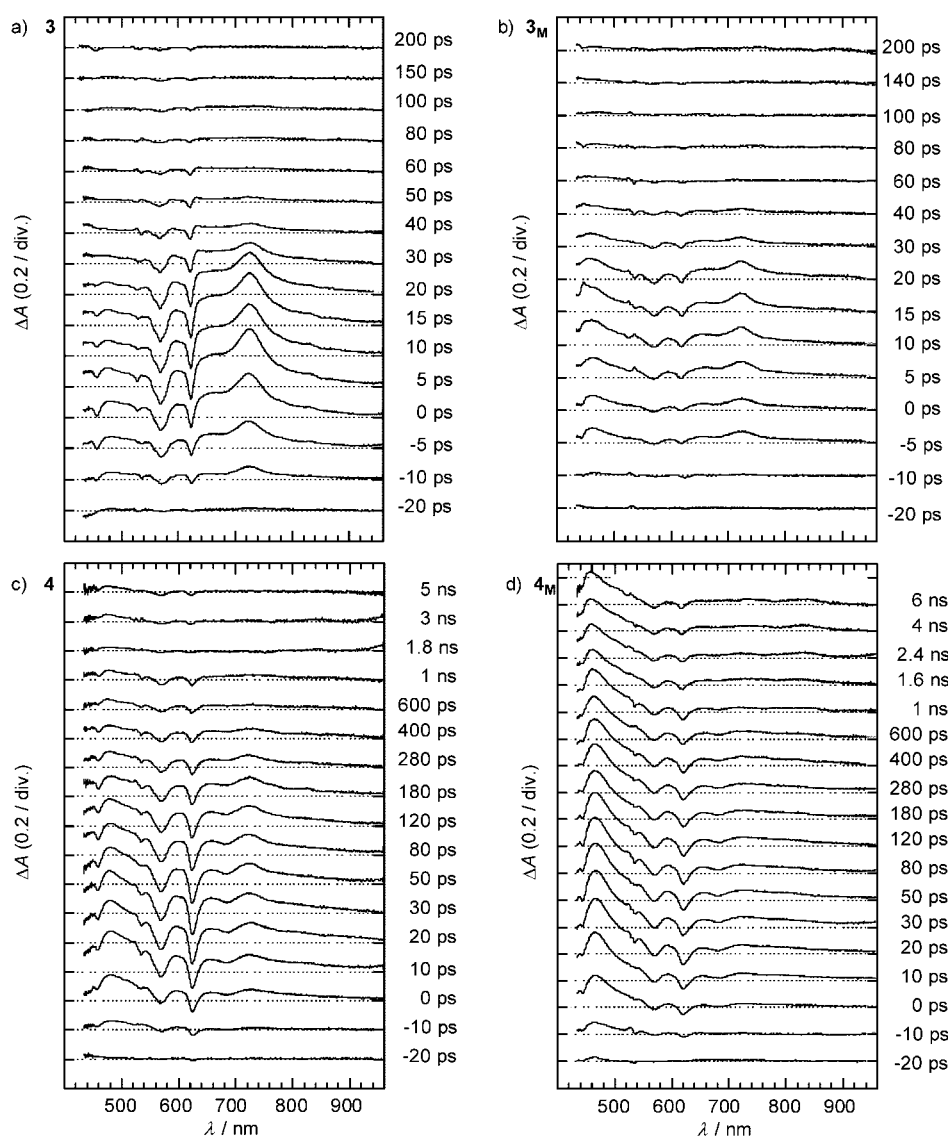 a) 3
200 ps
150 ps
100 ps
80 ps
60 ps
50 ps
40 ps
30 ps
20 ps
15 ps
10 ps
5 ps
0 ps
-5 ps
-10 ps
-20 ps
ΔA (0.2 / div.)
b) 3M
200 ps
140 ps
100 ps
80 ps
60 ps
40 ps
30 ps
20 ps
15 ps
10 ps
5 ps
0 ps
-5 ps
-10 ps
-20 ps
ΔA (0.2 / div.)
c) 4
5 ns
3 ns
1.8 ns
1 ns
600 ps
400 ps
280 ps
180 ps
120 ps
80 ps
50 ps
30 ps
20 ps
10 ps
0 ps
-10 ps
-20 ps
ΔA (0.2 / div.)
500 600 700 800 900
λ / nm
d) 4M
6 ns
4 ns
2.4 ns
1.6 ns
1 ns
600 ps
400 ps
280 ps
180 ps
120 ps
80 ps
50 ps
30 ps
20 ps
10 ps
0 ps
-10 ps
-20 ps
ΔA (0.2 / div.)
500 600 700 800 900
λ / nm